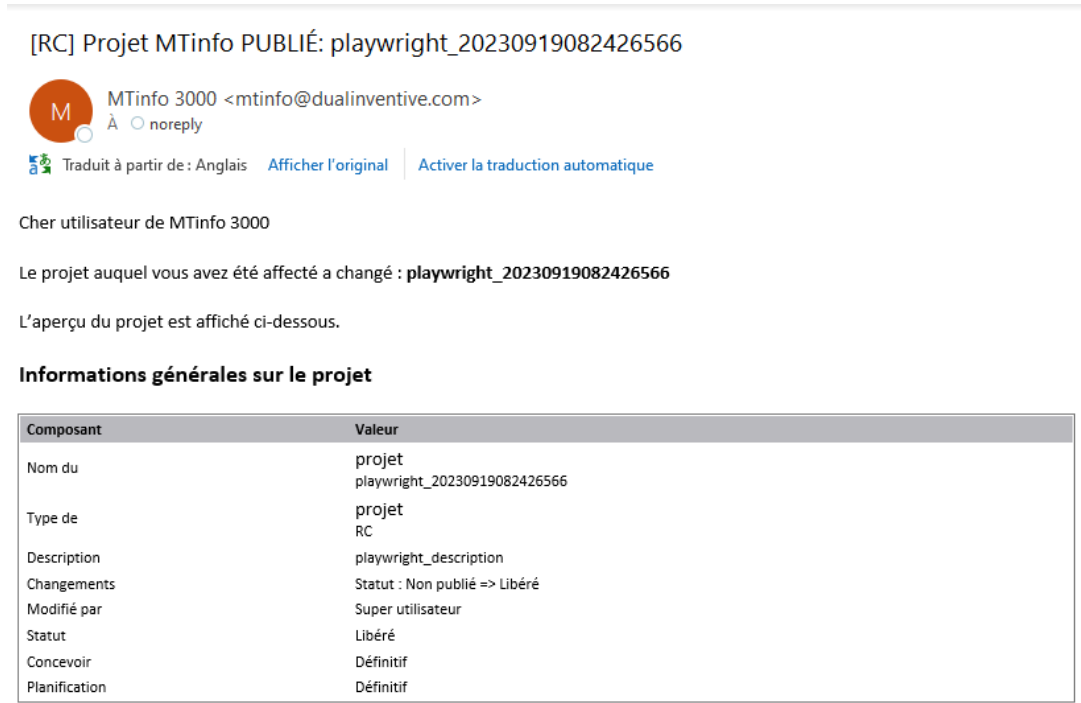 [RC] Projet MTinfo PUBLIÉ: playwright_20230919082426566
M
MTinfo 3000 <mtinfo@dualinventive.com>
À noreply
Traduit à partir de : Anglais Afficher l'original Activer la traduction automatique
Cher utilisateur de MTinfo 3000
Le projet auquel vous avez été affecté a changé : playwright_20230919082426566
L'aperçu du projet est affiché ci-dessous.
Informations générales sur le projet
Composant Valeur
Nom du projet
playwright_20230919082426566
Type de projet
RC
Description playwright_description
Changements Statut : Non publié => Libéré
Modifié par Super utilisateur
Statut Libéré
Concevoir Définitif
Planification Définitif